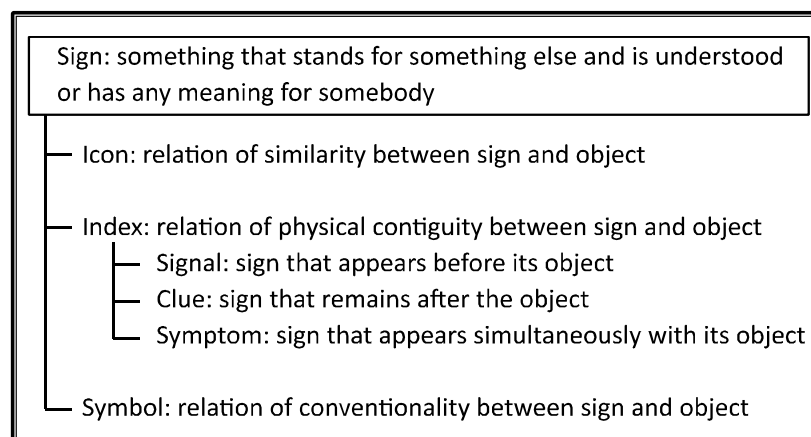 Sign: something that stands for something else and is understood
or has any meaning for somebody
Icon: relation of similarity between sign and object
Index: relation of physical contiguity between sign and object
Signal: sign that appears before its object
Clue: sign that remains after the object
Symptom: sign that appears simultaneously with its object
Symbol: relation of conventionality between sign and object